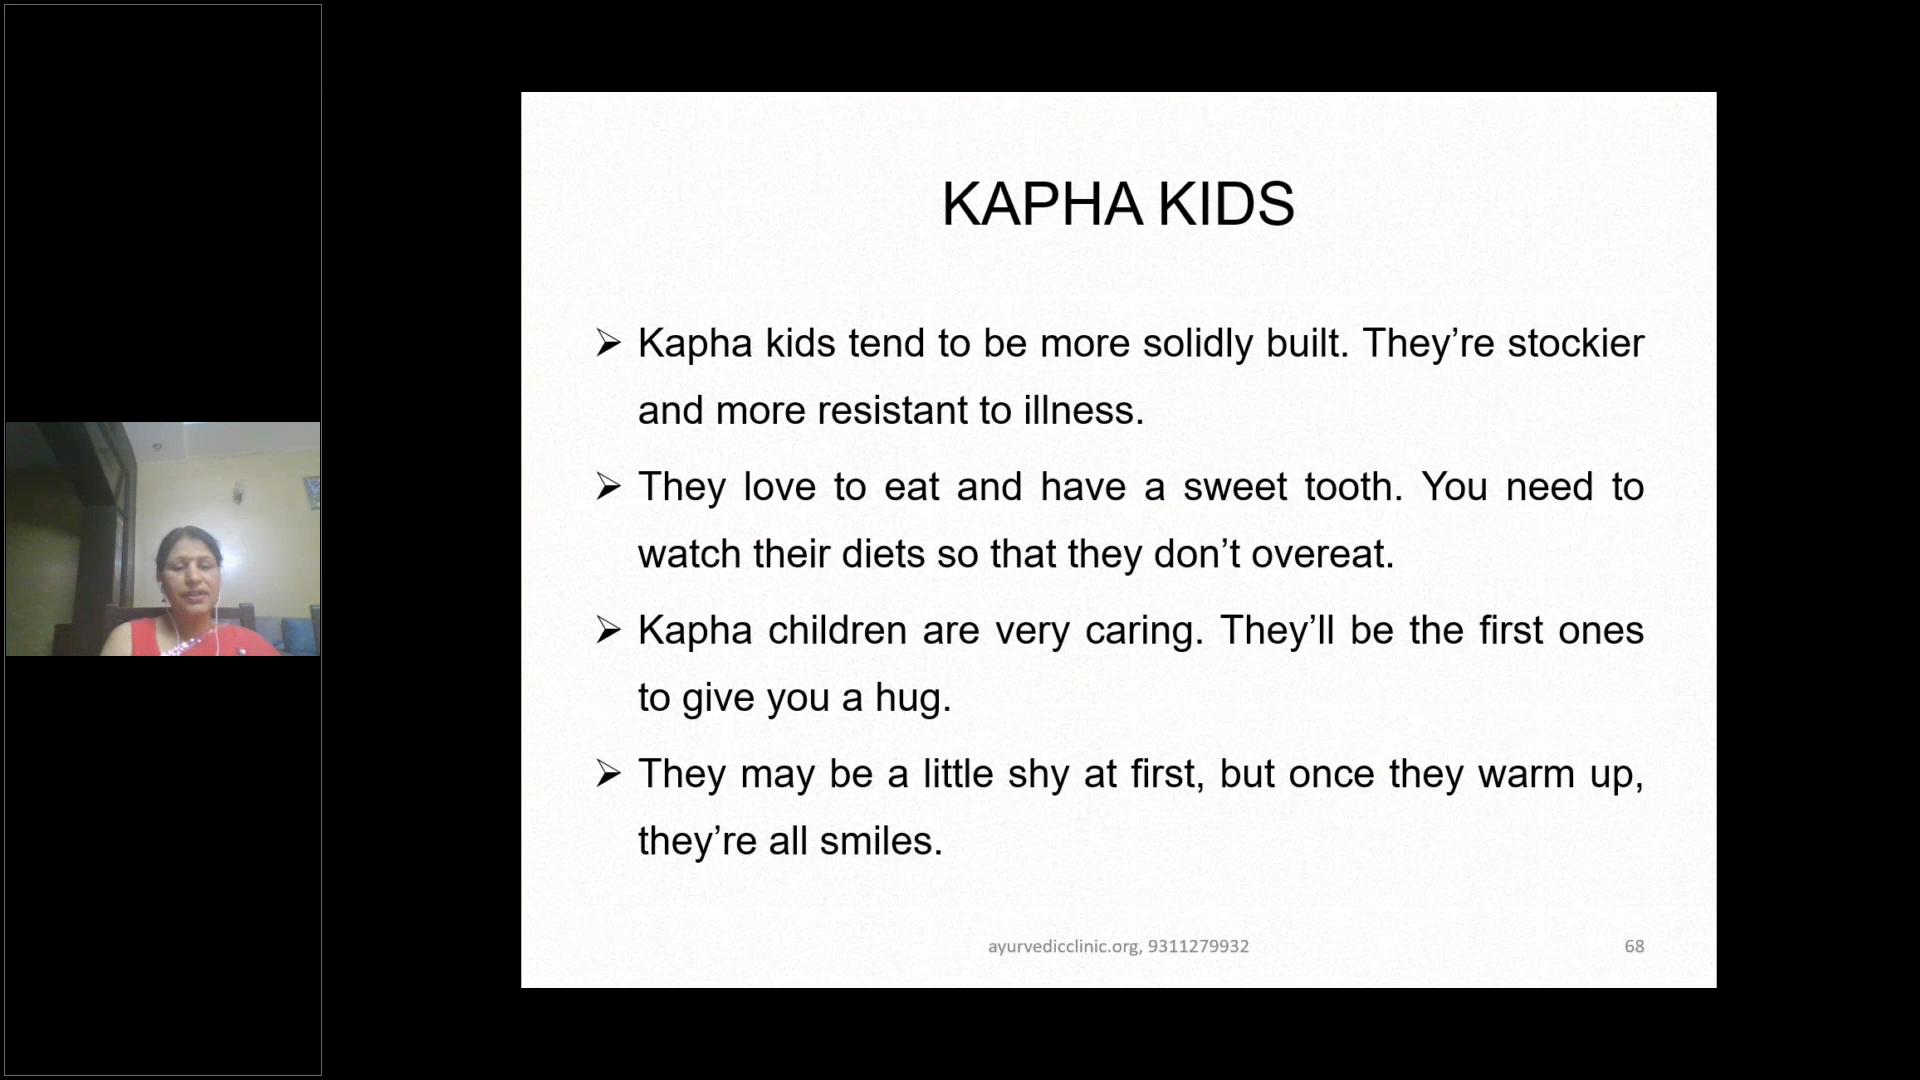 KAPHA KIDS
➢ Kapha kids tend to be more solidly built. They’re stockier
and more resistant to illness.
➢ They love to eat and have a sweet tooth. You need to
watch their diets so that they don’t overeat.
➢ Kapha children are very caring. They’ll be the first ones
to give you a hug.
➢ They may be a little shy at first, but once they warm up,
they’re all smiles.
ayurvedicclinic.org, 9311279932
68